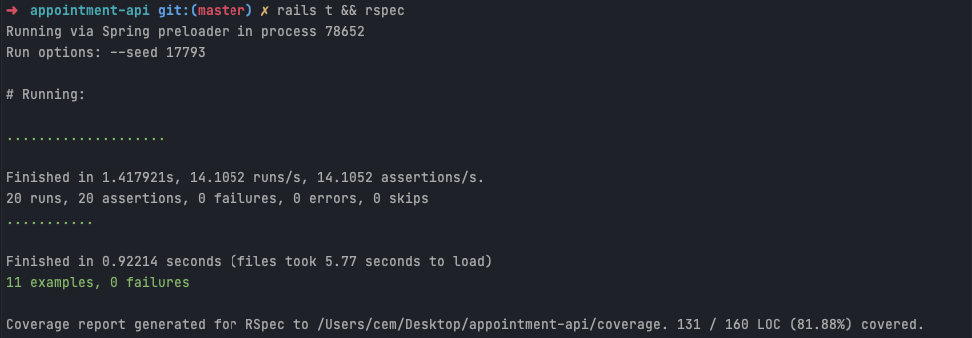 ➜ appointment-api git:(master) ✗ rails t && rspec
Running via Spring preloader in process 78652
Run options: --seed 17793
# Running:
....................
Finished in 1.417921s, 14.1052 runs/s, 14.1052 assertions/s.
20 runs, 20 assertions, 0 failures, 0 errors, 0 skips
...........
Finished in 0.92214 seconds (files took 5.77 seconds to load)
11 examples, 0 failures
Coverage report generated for RSpec to /Users/cem/Desktop/appointment-api/coverage. 131 / 160 LOC (81.88%) covered.